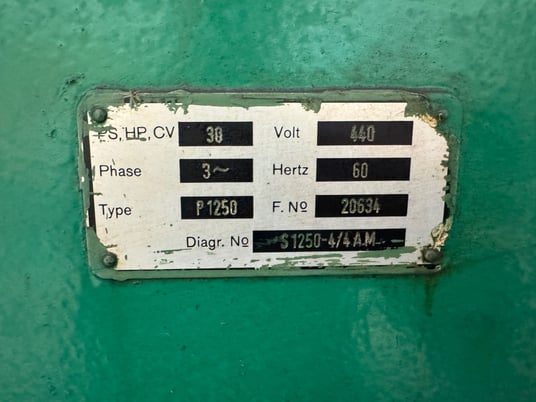 PS, HP, CV 30 Volt 440
Phase 3~ Hertz 60
Type P1250 F. Nº 20634
Diagr. Nº S1250-4/4AM